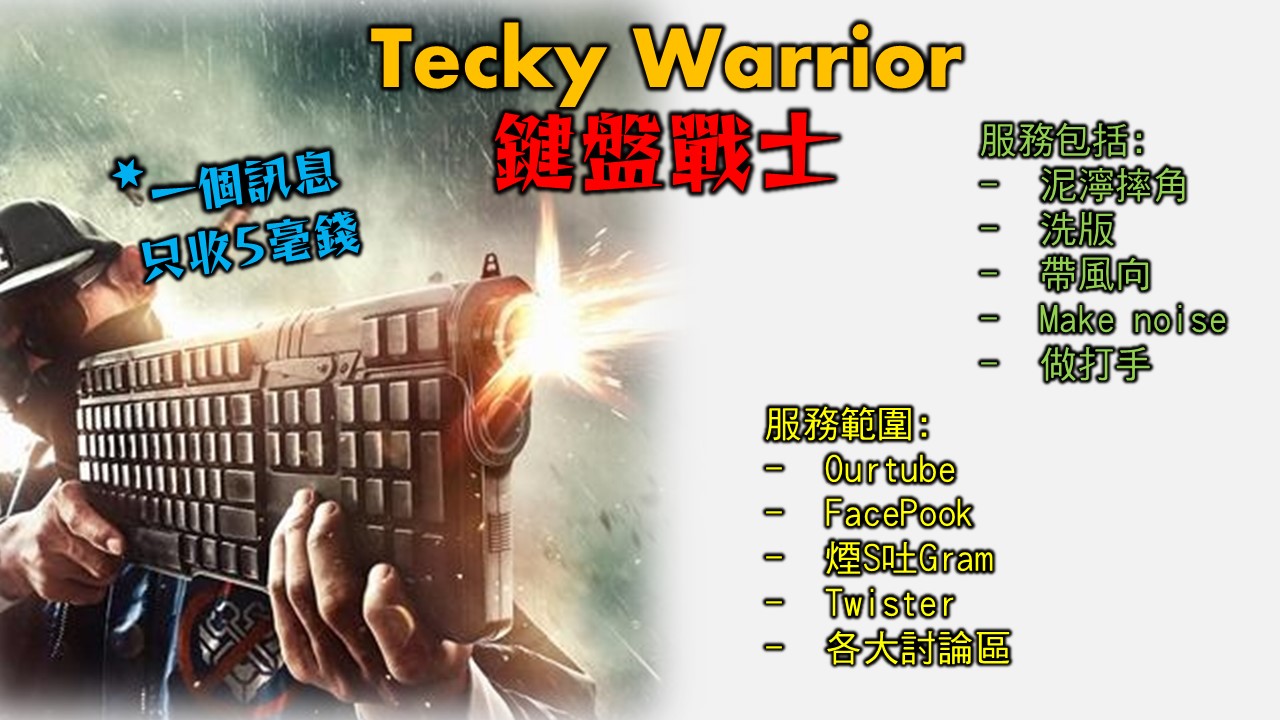 Tecky Warrior
鍵盤戰士
*一個訊息
只收5毫錢
服務包括:
- 泥濘摔角
- 洗版
- 帶風向
- Make noise
- 做打手
服務範圍:
- Ourtube
- FacePook
- 煙S吐Gram
- Twister
- 各大討論區